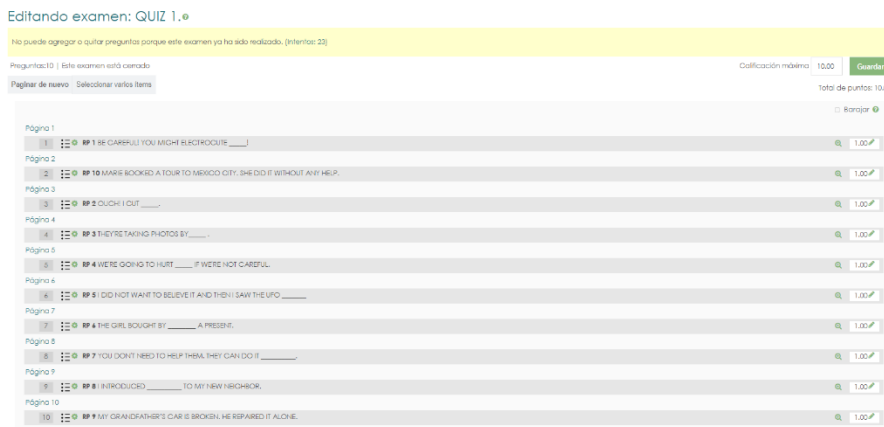 Editando examen: QUIZ 1.
No puede agregar o quitar preguntas porque este examen ya ha sido realizado. (Intentos: 23)
Preguntas:10 | Este examen está cerrado
Calificación máxima 10.00 Guardar
Paginar de nuevo Seleccionar varios ítems
Total de puntos: 10.
Barajar
Página 1
1 RP 1 BE CAREFUL! YOU MIGHT ELECTROCUTE ____!
1.00
Página 2
2 RP 10 MARIE BOOKED A TOUR TO MEXICO CITY. SHE DID IT WITHOUT ANY HELP.
1.00
Página 3
3 RP 2 OUCH! I CUT ____.
1.00
Página 4
4 RP 3 THEY'RE TAKING PHOTOS BY____ .
1.00
Página 5
5 RP 4 WE'RE GOING TO HURT ____ IF WE'RE NOT CAREFUL.
1.00
Página 6
6 RP 5 I DID NOT WANT TO BELIEVE IT AND THEN I SAW THE UFO ______
1.00
Página 7
7 RP 6 THE GIRL BOUGHT BY _______ A PRESENT.
1.00
Página 8
8 RP 7 YOU DON'T NEED TO HELP THEM. THEY CAN DO IT _________.
1.00
Página 9
9 RP 8 I INTRODUCED _________ TO MY NEW NEIGHBOR.
1.00
Página 10
10 RP 9 MY GRANDFATHER'S CAR IS BROKEN. HE REPAIRED IT ALONE.
1.00